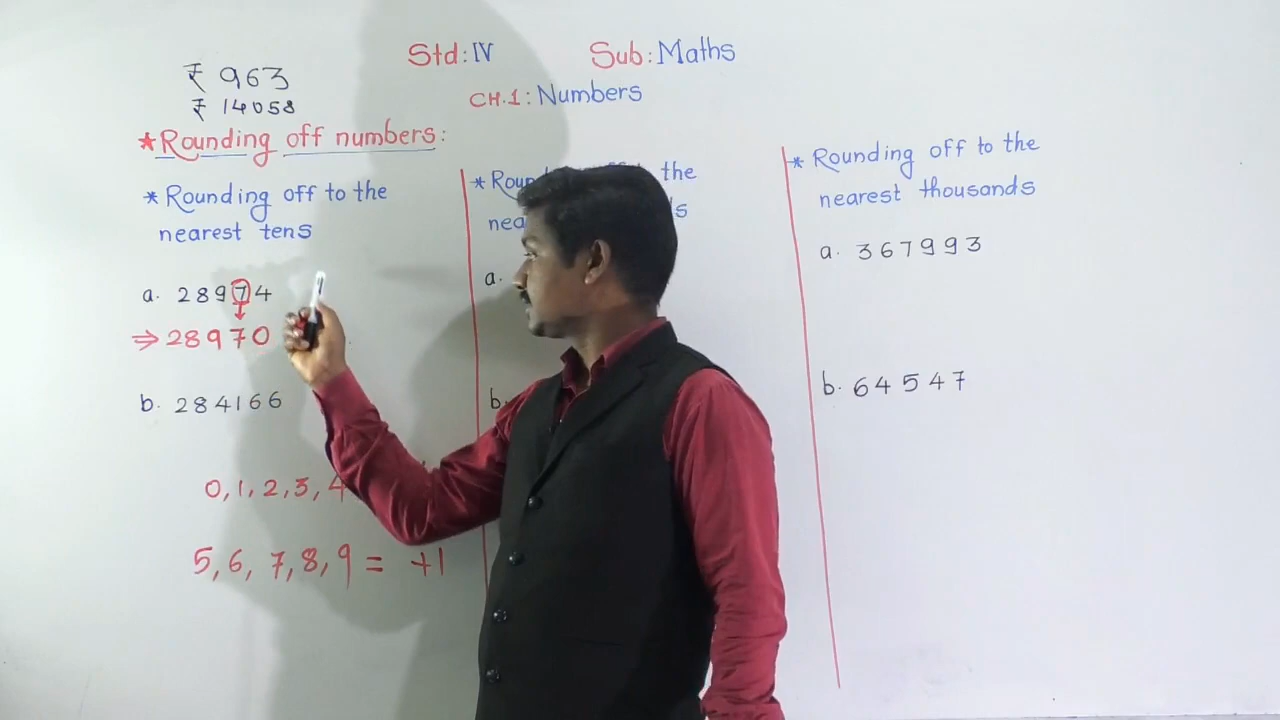 ₹ 963
₹ 14058
Std: IV Sub: Maths
CH.1: Numbers
*Rounding off numbers:
* Rounding off to the
nearest tens
a. 28974
⇒ 28970
b. 284166
0, 1, 2, 3, 4
5, 6, 7, 8, 9 = +1
* the
a.
b.
* Rounding off to the
nearest thousands
a. 367993
b. 64547